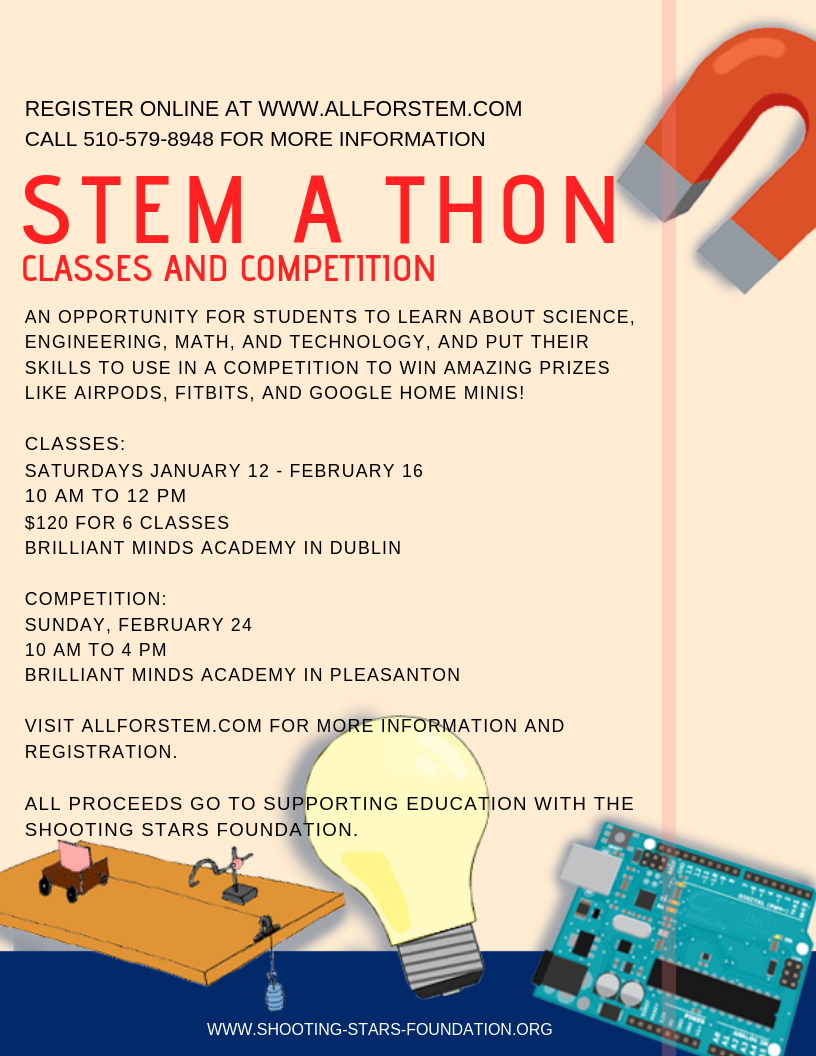 REGISTER ONLINE AT WWW.ALLFORSTEM.COM
CALL 510-579-8948 FOR MORE INFORMATION
STEM A THON
CLASSES AND COMPETITION
AN OPPORTUNITY FOR STUDENTS TO LEARN ABOUT SCIENCE,
ENGINEERING, MATH, AND TECHNOLOGY, AND PUT THEIR
SKILLS TO USE IN A COMPETITION TO WIN AMAZING PRIZES
LIKE AIRPODS, FITBITS, AND GOOGLE HOME MINIS!
CLASSES:
SATURDAYS JANUARY 12 - FEBRUARY 16
10 AM TO 12 PM
$120 FOR 6 CLASSES
BRILLIANT MINDS ACADEMY IN DUBLIN
COMPETITION:
SUNDAY, FEBRUARY 24
10 AM TO 4 PM
BRILLIANT MINDS ACADEMY IN PLEASANTON
VISIT ALLFORSTEM.COM FOR MORE INFORMATION AND
REGISTRATION.
ALL PROCEEDS GO TO SUPPORTING EDUCATION WITH THE
SHOOTING STARS FOUNDATION.
DIGITAL (PWM~)
POWER
ANALOG IN
WWW.SHOOTING-STARS-FOUNDATION.ORG